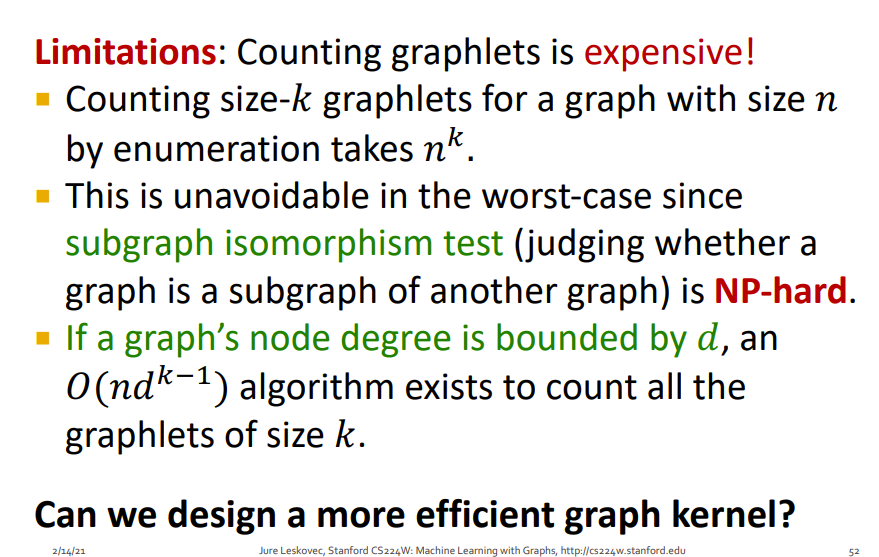 Limitations: Counting graphlets is expensive!
▪ Counting size-𝑘 graphlets for a graph with size 𝑛
by enumeration takes 𝑛^𝑘.
▪ This is unavoidable in the worst-case since
subgraph isomorphism test (judging whether a
graph is a subgraph of another graph) is NP-hard.
▪ If a graph's node degree is bounded by 𝑑, an
𝑂(𝑛𝑑^{𝑘−1}) algorithm exists to count all the
graphlets of size 𝑘.
Can we design a more efficient graph kernel?
2/14/21 Jure Leskovec, Stanford CS224W: Machine Learning with Graphs, http://cs224w.stanford.edu 52